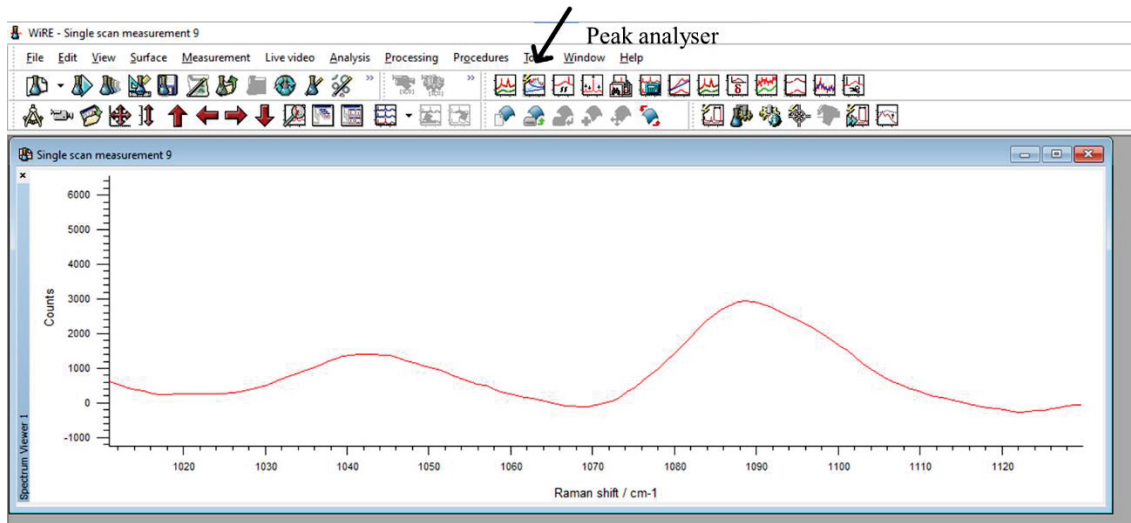 Peak analyser
WiRE - Single scan measurement 9
File Edit View Surface Measurement Live video Analysis Processing Procedures Window Help
Single scan measurement 9
6000
5000
4000
3000
2000
1000
0
-1000
Counts
Spectrum Viewer 1
1020 1030 1040 1050 1060 1070 1080 1090 1100 1110 1120
Raman shift / cm-1